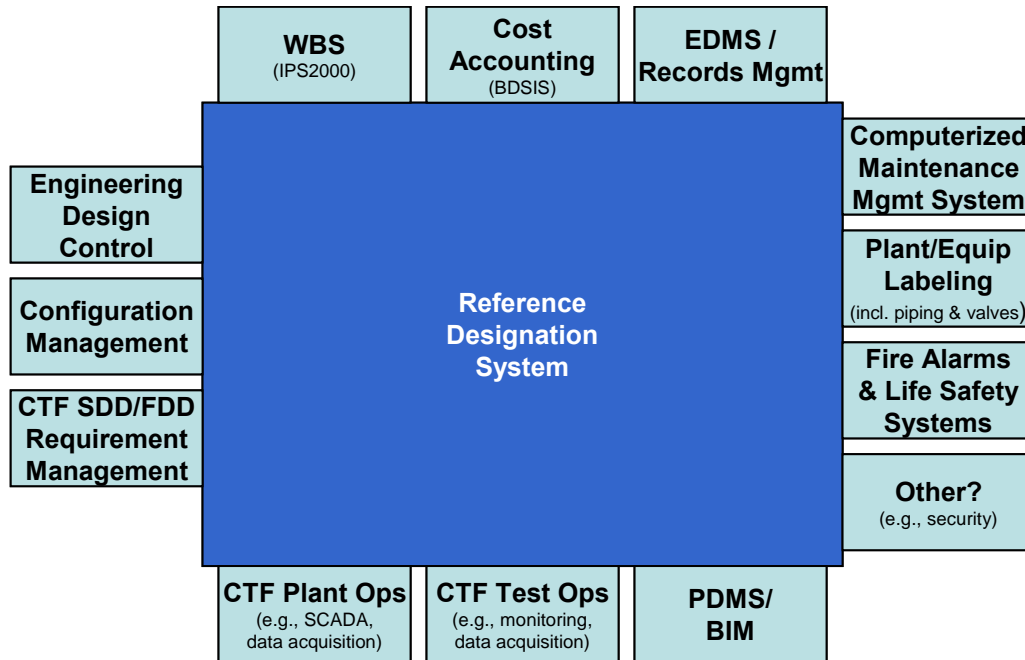 WBS
(IPS2000)
Cost
Accounting
(BDSIS)
EDMS /
Records Mgmt
Engineering
Design
Control
Configuration
Management
CTF SDD/FDD
Requirement
Management
Reference
Designation
System
Computerized
Maintenance
Mgmt System
Plant/Equip
Labeling
(incl. piping & valves)
Fire Alarms
& Life Safety
Systems
Other?
(e.g., security)
CTF Plant Ops
(e.g., SCADA,
data acquisition)
CTF Test Ops
(e.g., monitoring,
data acquisition)
PDMS/
BIM